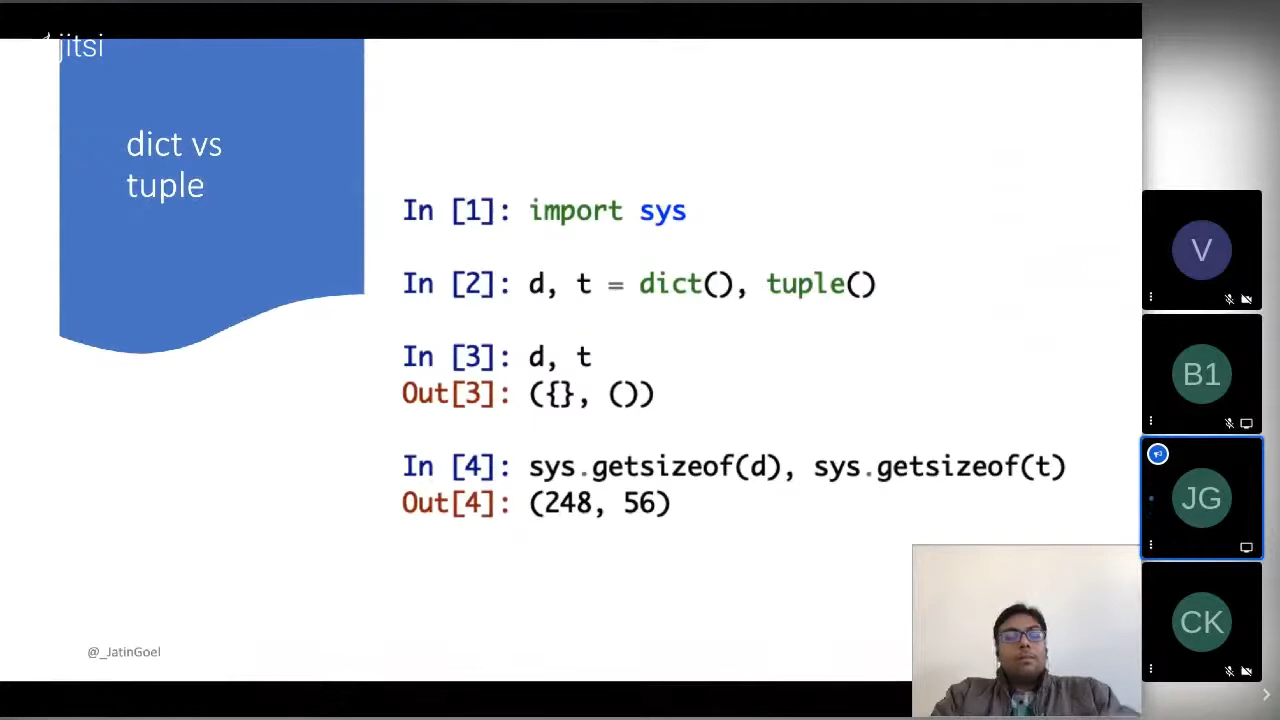 jitsi
dict vs
tuple
In [1]: import sys
In [2]: d, t = dict(), tuple()
In [3]: d, t
Out[3]: ({}, ())
In [4]: sys.getsizeof(d), sys.getsizeof(t)
Out[4]: (248, 56)
@_JatinGoel
V
B1
JG
CK